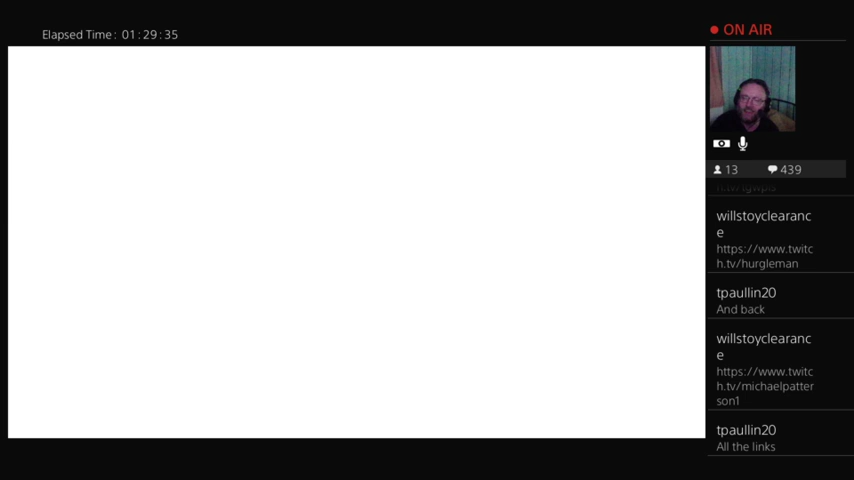 Elapsed Time: 01:29:35
ON AIR
13 439
willstoyclearanc
e
https://www.twitc
h.tv/hurgleman
tpaullin20
And back
willstoyclearanc
e
https://www.twitc
h.tv/michaelpatter
son1
tpaullin20
All the links